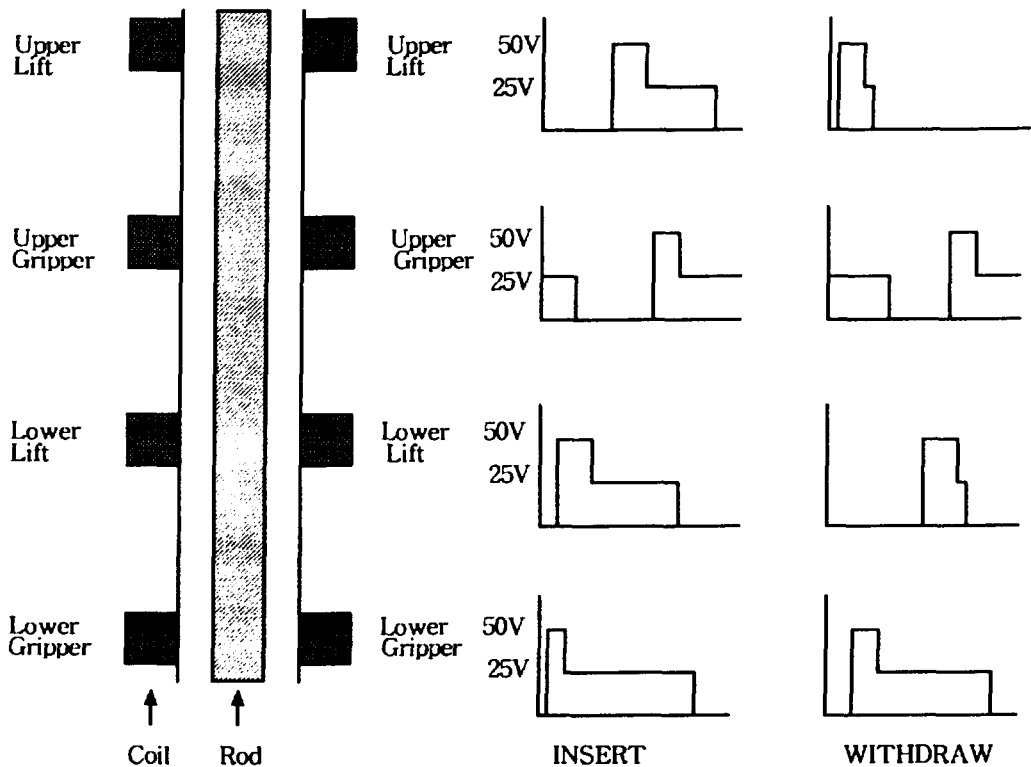 Upper
Lift
Upper
Lift
50V
25V
Upper
Gripper
Upper
Gripper
50V
25V
Lower
Lift
Lower
Lift
50V
25V
Lower
Gripper
Lower
Gripper
50V
25V
Coil
Rod
INSERT
WITHDRAW